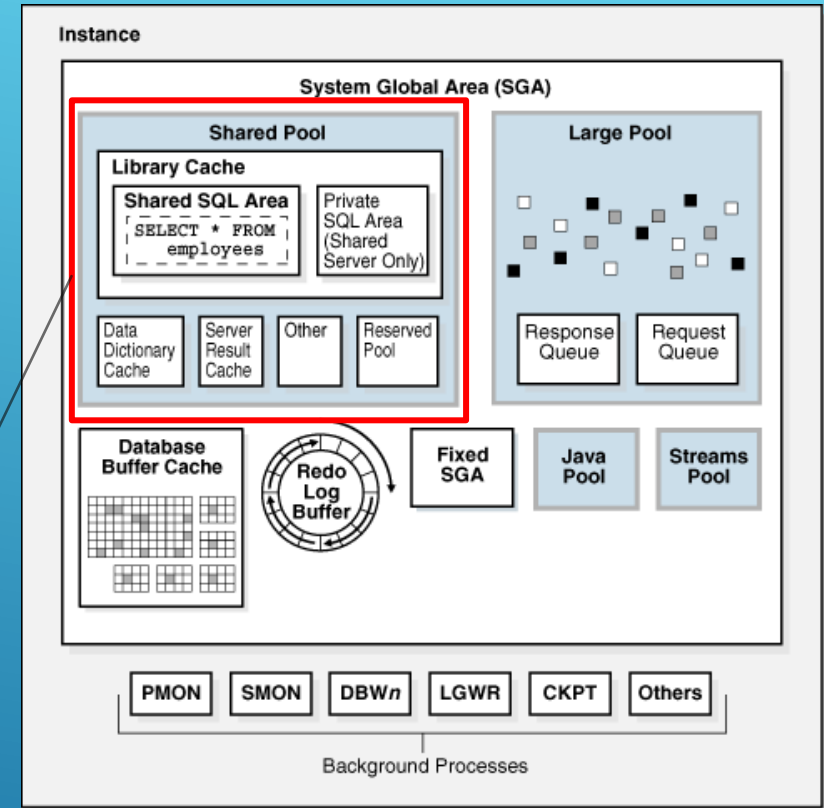 Instance
System Global Area (SGA)
Shared Pool
Library Cache
Shared SQL Area
SELECT * FROM
employees
Private
SQL Area
(Shared
Server Only)
Data
Dictionary
Cache
Server
Result
Cache
Other
Reserved
Pool
Large Pool
Response
Queue
Request
Queue
Database
Buffer Cache
Redo
Log
Buffer
Fixed
SGA
Java
Pool
Streams
Pool
PMON
SMON
DBWn
LGWR
CKPT
Others
Background Processes